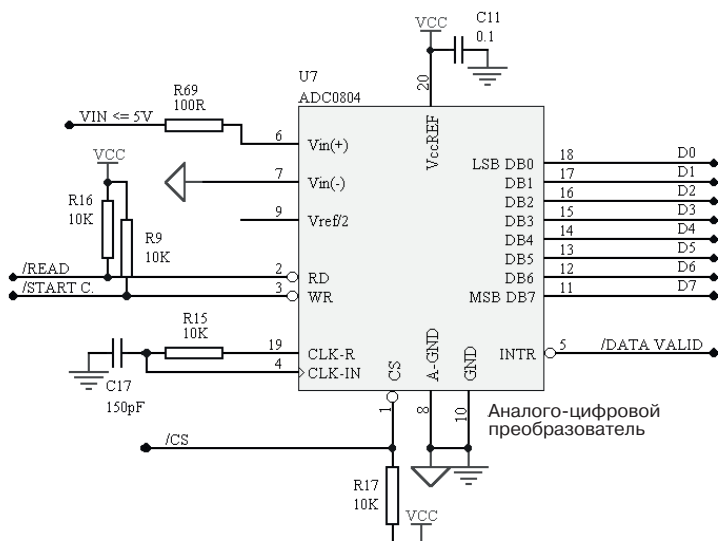 VCC
C11
0.1
U7
ADC0804
R69
100R
VIN <= 5V
20
VccREF
6
Vin(+)
7
Vin(-)
9
Vref/2
VCC
R16
10K
R9
10K
/READ
2
RD
/START C.
3
WR
R15
10K
19
CLK-R
4
CLK-IN
C17
150pF
LSB DB0
18
D0
DB1
17
D1
DB2
16
D2
DB3
15
D3
DB4
14
D4
DB5
13
D5
DB6
12
D6
MSB DB7
11
D7
INTR
5
/DATA VALID
CS
A-GND
GND
1
8
10
Аналого-цифровой
преобразователь
/CS
R17
10K
VCC